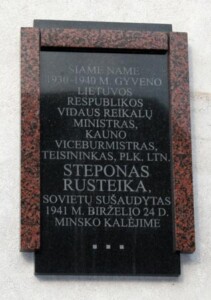 ŠIAME NAME
1930-1940 M. GYVENO
LIETUVOS
RESPUBLIKOS
VIDAUS REIKALŲ
MINISTRAS,
KAUNO
VICEBURMISTRAS,
TEISININKAS, PLK. LTN.
STEPONAS
RUSTEIKA,
SOVIETŲ SUŠAUDYTAS
1941 M. BIRŽELIO 24 D.
MINSKO KALĖJIME